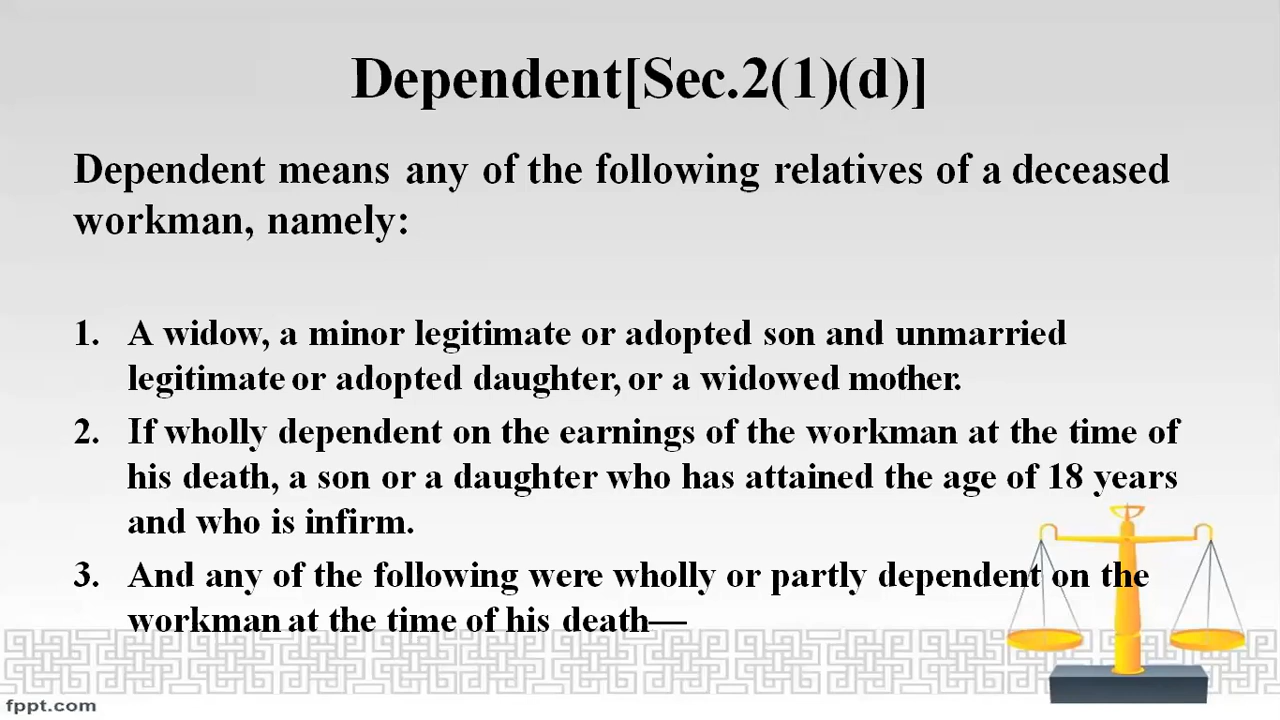 Dependent[Sec.2(1)(d)]
Dependent means any of the following relatives of a deceased
workman, namely:
1. A widow, a minor legitimate or adopted son and unmarried
legitimate or adopted daughter, or a widowed mother.
2. If wholly dependent on the earnings of the workman at the time of
his death, a son or a daughter who has attained the age of 18 years
and who is infirm.
3. And any of the following were wholly or partly dependent on the
workman at the time of his death—
fppt.com